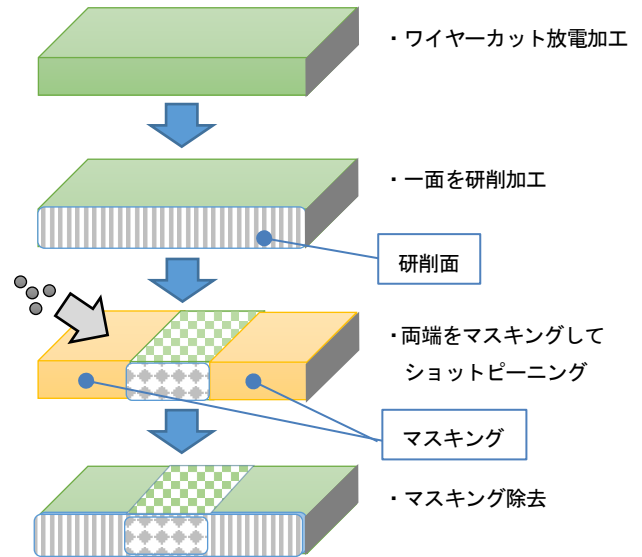 ・ワイヤーカット放電加工
・一面を研削加工
研削面
・両端をマスキングして
ショットピーニング
マスキング
・マスキング除去